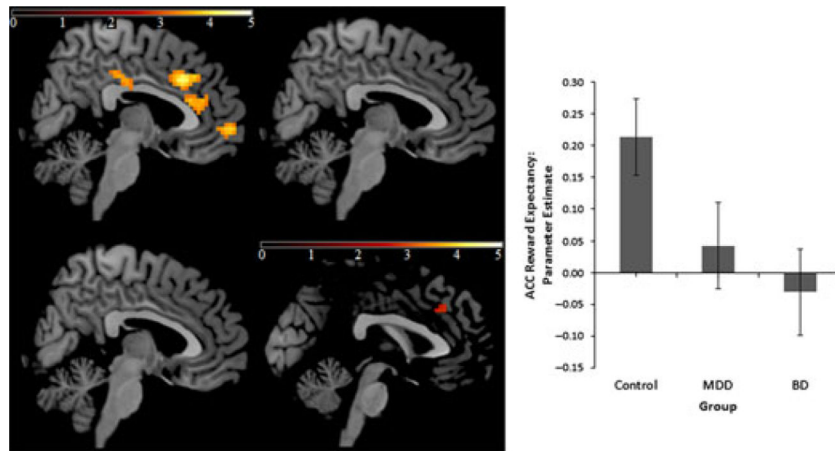 0 1 2 3 4 5
0 1 2 3 4 5
ACC Reward Expectancy:
Parameter Estimate
0.30
0.25
0.20
0.15
0.10
0.05
0.00
−0.05
−0.10
−0.15
Control MDD BD
Group